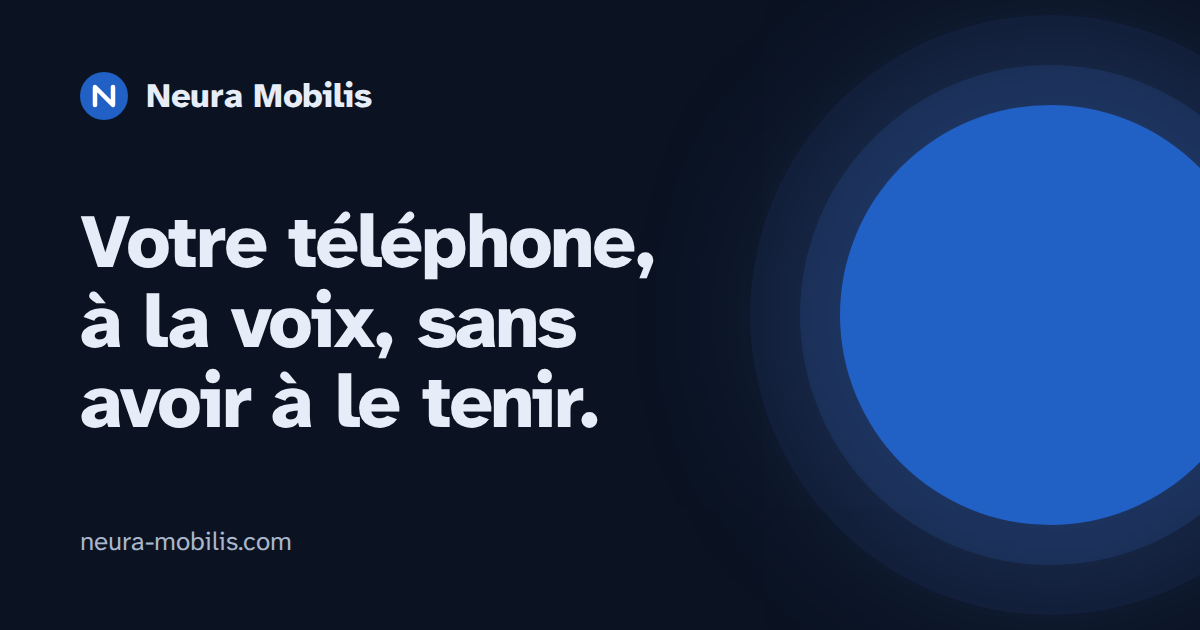 N
Neura Mobilis
Votre téléphone,
à la voix, sans
avoir à le tenir.
neura-mobilis.com